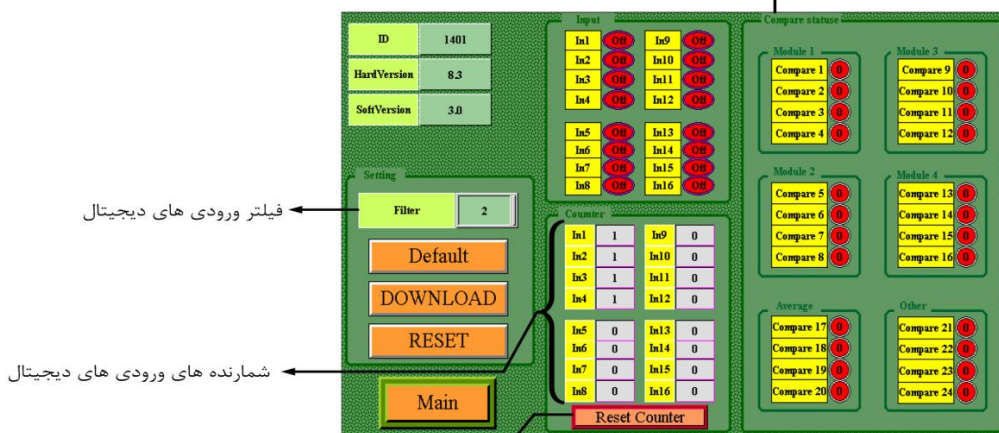 ID 1401
HardVersion 8.3
SoftVersion 3.0
Setting
Filter 2
Default
DOWNLOAD
RESET
Main
فیلتر ورودی های دیجیتال
شمارنده های ورودی های دیجیتال
Input
In1 Off In9 Off
In2 Off In10 Off
In3 Off In11 Off
In4 Off In12 Off
In5 Off In13 Off
In6 Off In14 Off
In7 Off In15 Off
In8 Off In16 Off
Counter
In1 1 In9 0
In2 1 In10 0
In3 1 In11 0
In4 1 In12 0
In5 0 In13 0
In6 0 In14 0
In7 0 In15 0
In8 0 In16 0
Reset Counter
Compare statuse
Module 1
Compare 1 0
Compare 2 0
Compare 3 0
Compare 4 0
Module 3
Compare 9 0
Compare 10 0
Compare 11 0
Compare 12 0
Module 2
Compare 5 0
Compare 6 0
Compare 7 0
Compare 8 0
Module 4
Compare 13 0
Compare 14 0
Compare 15 0
Compare 16 0
Average
Compare 17 0
Compare 18 0
Compare 19 0
Compare 20 0
Other
Compare 21 0
Compare 22 0
Compare 23 0
Compare 24 0